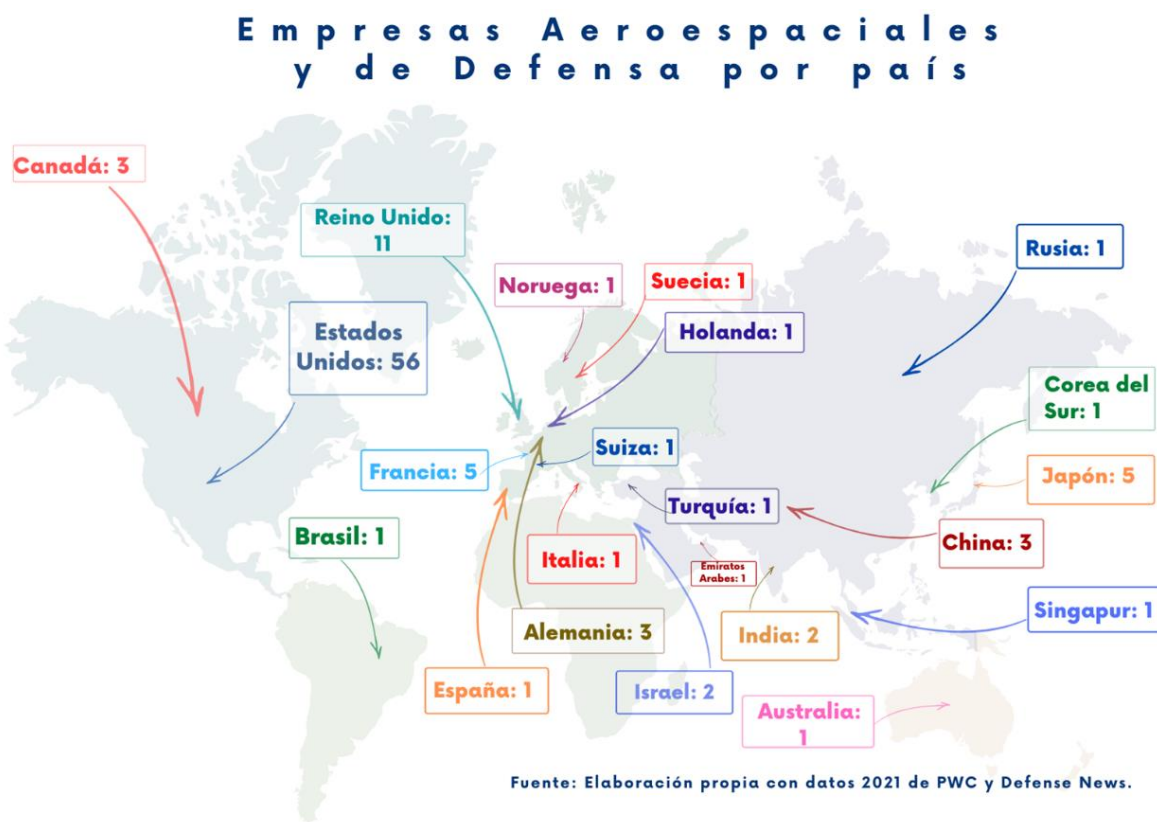 Empresas Aeroespaciales
y de Defensa por país
Canadá: 3
Reino Unido:
11
Rusia: 1
Noruega: 1
Suecia: 1
Estados
Unidos: 56
Holanda: 1
Corea del
Sur: 1
Francia: 5
Suiza: 1
Japón: 5
Turquía: 1
Brasil: 1
Italia: 1
China: 3
Emiratos
Arabes: 1
Singapur: 1
Alemania: 3
India: 2
España: 1
Israel: 2
Australia:
1
Fuente: Elaboración propia con datos 2021 de PWC y Defense News.